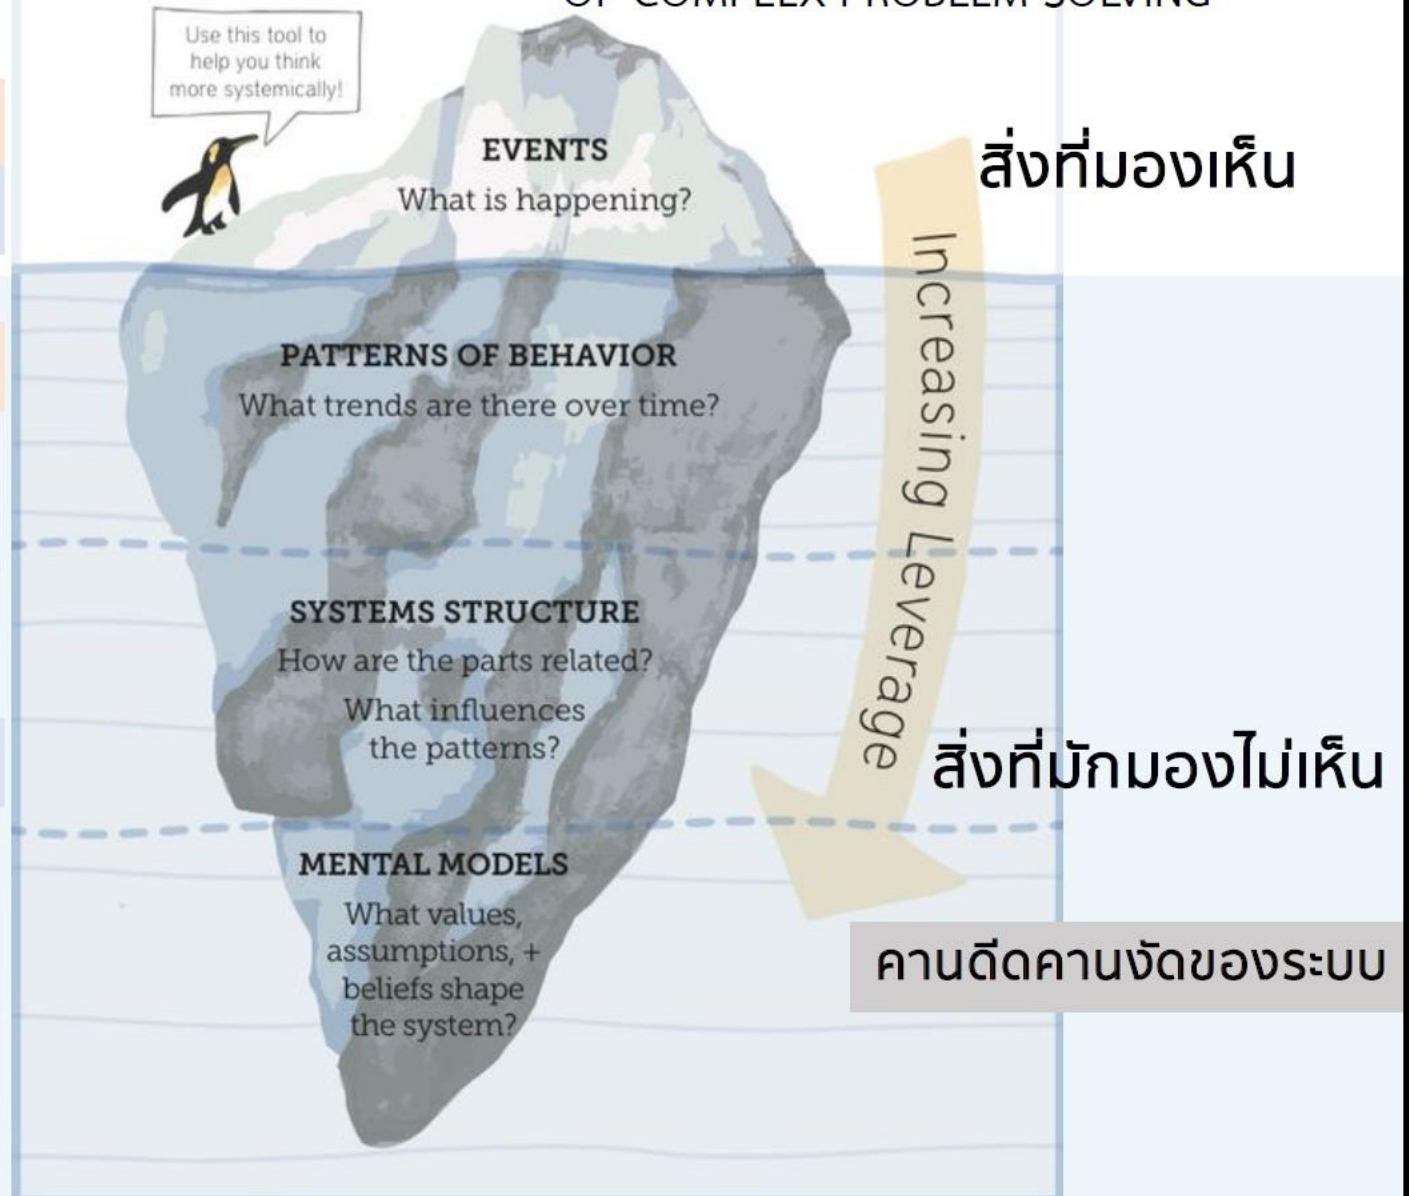 OF COMPLEX PROBLEM SOLVING
Use this tool to
help you think
more systemically!
EVENTS
What is happening?
สิ่งที่มองเห็น
Increasing Leverage
PATTERNS OF BEHAVIOR
What trends are there over time?
SYSTEMS STRUCTURE
How are the parts related?
What influences
the patterns?
สิ่งที่มักมองไม่เห็น
MENTAL MODELS
What values,
assumptions, +
beliefs shape
the system?
คานดีดคานงัดของระบบ